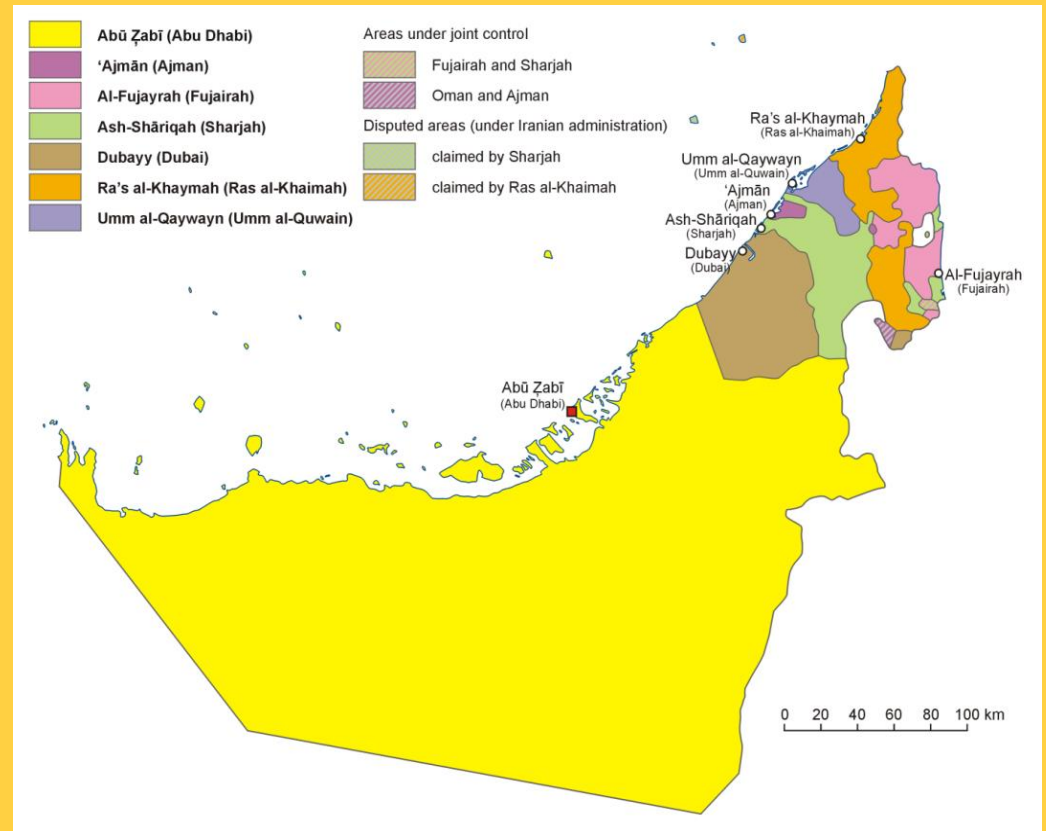 Abū Z̧abī (Abu Dhabi)
‘Ajmān (Ajman)
Al-Fujayrah (Fujairah)
Ash-Shāriqah (Sharjah)
Dubayy (Dubai)
Ra’s al-Khaymah (Ras al-Khaimah)
Umm al-Qaywayn (Umm al-Quwain)
Areas under joint control
Fujairah and Sharjah
Oman and Ajman
Disputed areas (under Iranian administration)
claimed by Sharjah
claimed by Ras al-Khaimah
Ra’s al-Khaymah
(Ras al-Khaimah)
Umm al-Qaywayn
(Umm al-Quwain)
‘Ajmān
(Ajman)
Ash-Shāriqah
(Sharjah)
Dubayy
(Dubai)
Al-Fujayrah
(Fujairah)
Abū Z̧abī
(Abu Dhabi)
0 20 40 60 80 100 km